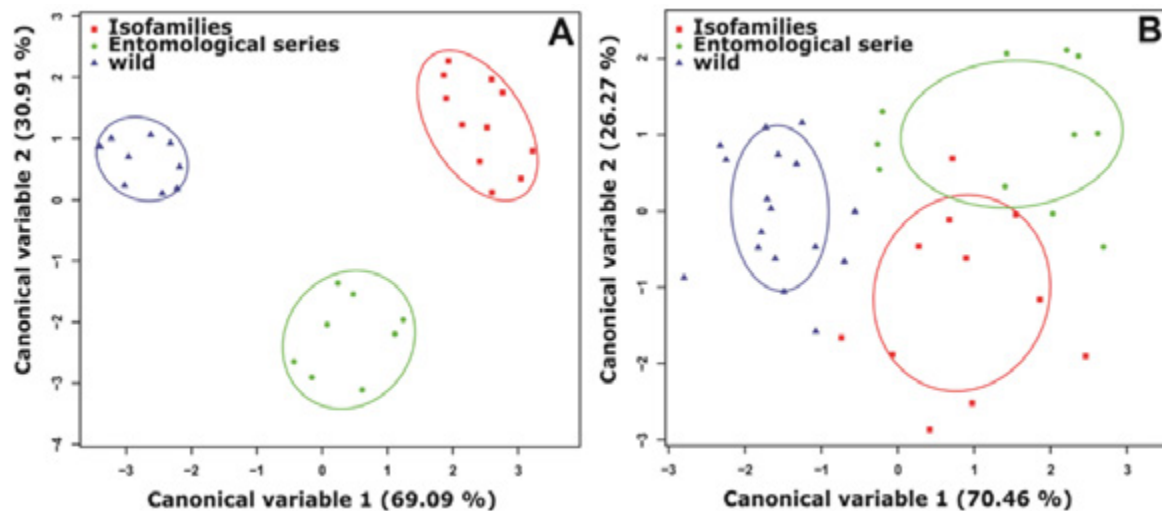 A
Isofamilies
Entomological series
wild
Canonical variable 2 (30.91 %)
3
2
1
0
-1
-2
-3
-4
-3
-2
-1
0
1
2
3
Canonical variable 1 (69.09 %)
B
Isofamilies
Entomological serie
wild
Canonical variable 2 (26.27 %)
2
1
0
-1
-2
-3
-3
-2
-1
0
1
2
3
Canonical variable 1 (70.46 %)